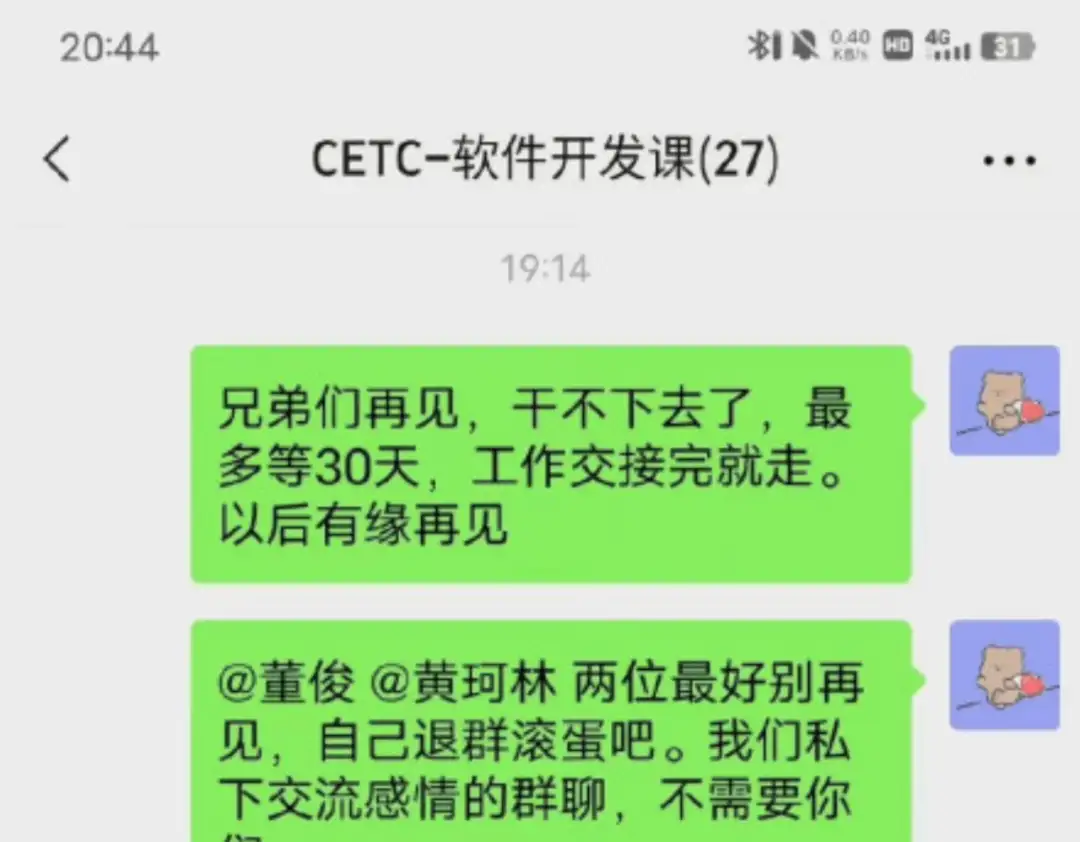 20:44
0.40
KB/s
HD
4G
31
CETC-软件开发课(27)
19:14
兄弟们再见，干不下去了，最
多等30天，工作交接完就走。
以后有缘再见
@董俊 @黄珂林 两位最好别再
见，自己退群滚蛋吧。我们私
下交流感情的群聊，不需要你